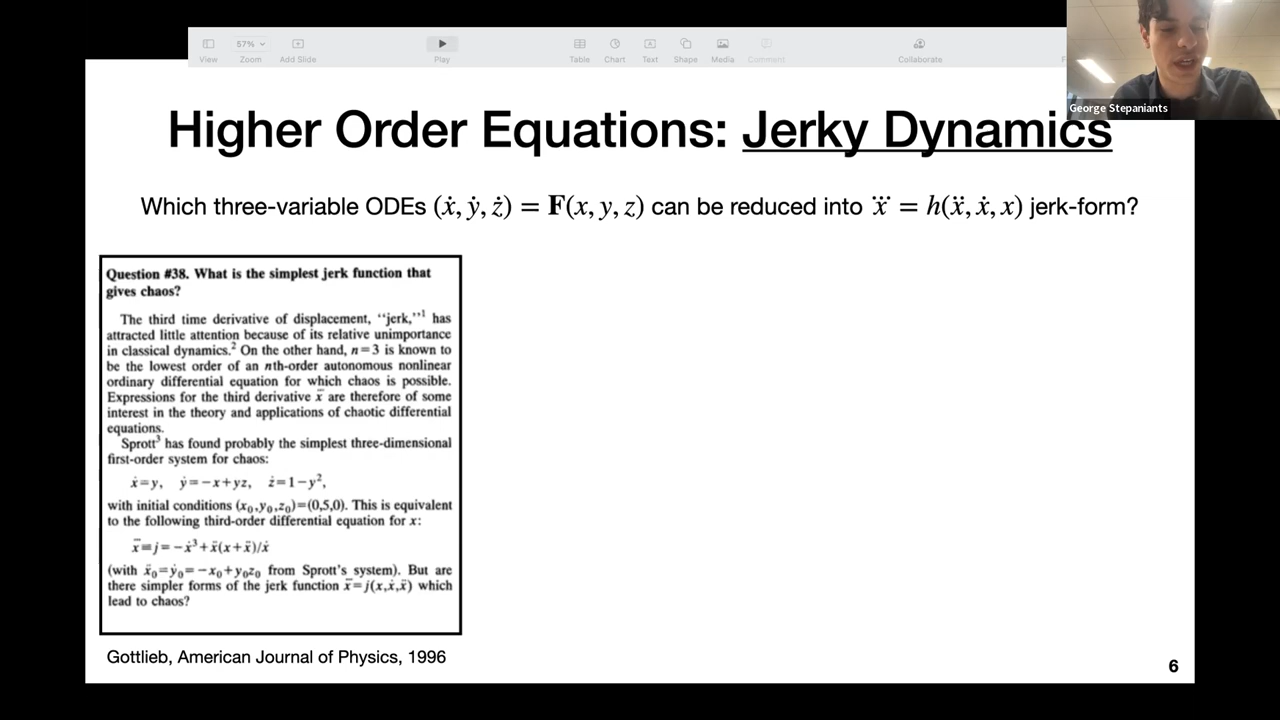 View
57%
Zoom
Add Slide
Play
Table
Chart
Text
Shape
Media
Comment
Collaborate
George Stepaniants
Higher Order Equations: Jerky Dynamics
Which three-variable ODEs (ẋ, ẏ, ż) = F(x, y, z) can be reduced into x⃛ = h(ẍ, ẋ, x) jerk-form?
Question #38. What is the simplest jerk function that
gives chaos?
The third time derivative of displacement, "jerk,"¹ has
attracted little attention because of its relative unimportance
in classical dynamics.² On the other hand, n=3 is known to
be the lowest order of an nth-order autonomous nonlinear
ordinary differential equation for which chaos is possible.
Expressions for the third derivative x⃛ are therefore of some
interest in the theory and applications of chaotic differential
equations.
Sprott³ has found probably the simplest three-dimensional
first-order system for chaos:
ẋ=y, ẏ=−x+yz, ż=1−y²,
with initial conditions (x₀,y₀,z₀)=(0,5,0). This is equivalent
to the following third-order differential equation for x:
x⃛≡j=−ẋ³+ẍ(x+ẍ)/ẋ
(with ẍ₀=ẏ₀=−x₀+y₀z₀ from Sprott's system). But are
there simpler forms of the jerk function x⃛=j(x,ẋ,ẍ) which
lead to chaos?
Gottlieb, American Journal of Physics, 1996
6